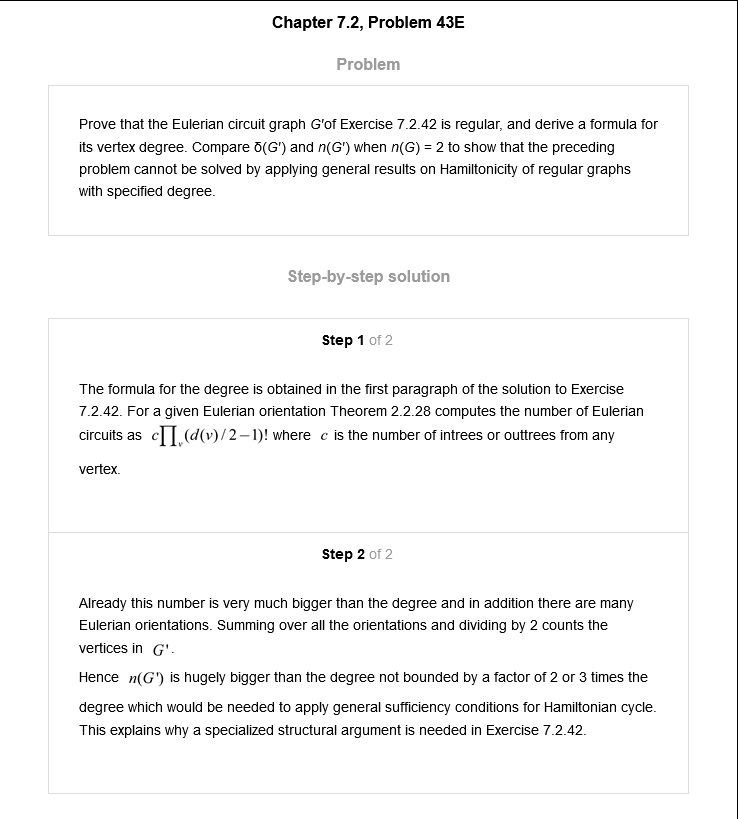 Chapter 7.2, Problem 43E
Problem
Prove that the Eulerian circuit graph G'of Exercise 7.2.42 is regular, and derive a formula for
its vertex degree. Compare δ(G') and n(G') when n(G) = 2 to show that the preceding
problem cannot be solved by applying general results on Hamiltonicity of regular graphs
with specified degree.
Step-by-step solution
Step 1 of 2
The formula for the degree is obtained in the first paragraph of the solution to Exercise
7.2.42. For a given Eulerian orientation Theorem 2.2.28 computes the number of Eulerian
circuits as c∏ᵥ(d(v)/2−1)! where c is the number of intrees or outtrees from any
vertex.
Step 2 of 2
Already this number is very much bigger than the degree and in addition there are many
Eulerian orientations. Summing over all the orientations and dividing by 2 counts the
vertices in G'.
Hence n(G') is hugely bigger than the degree not bounded by a factor of 2 or 3 times the
degree which would be needed to apply general sufficiency conditions for Hamiltonian cycle.
This explains why a specialized structural argument is needed in Exercise 7.2.42.